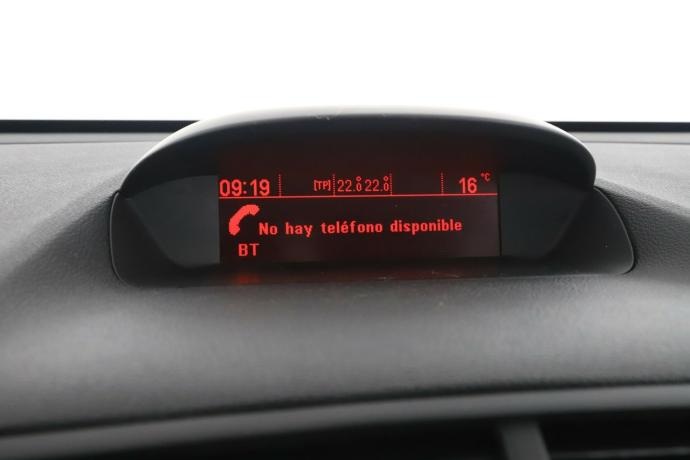 09:19 [TP] 22.0 22.0 16 °C
No hay teléfono disponible
BT